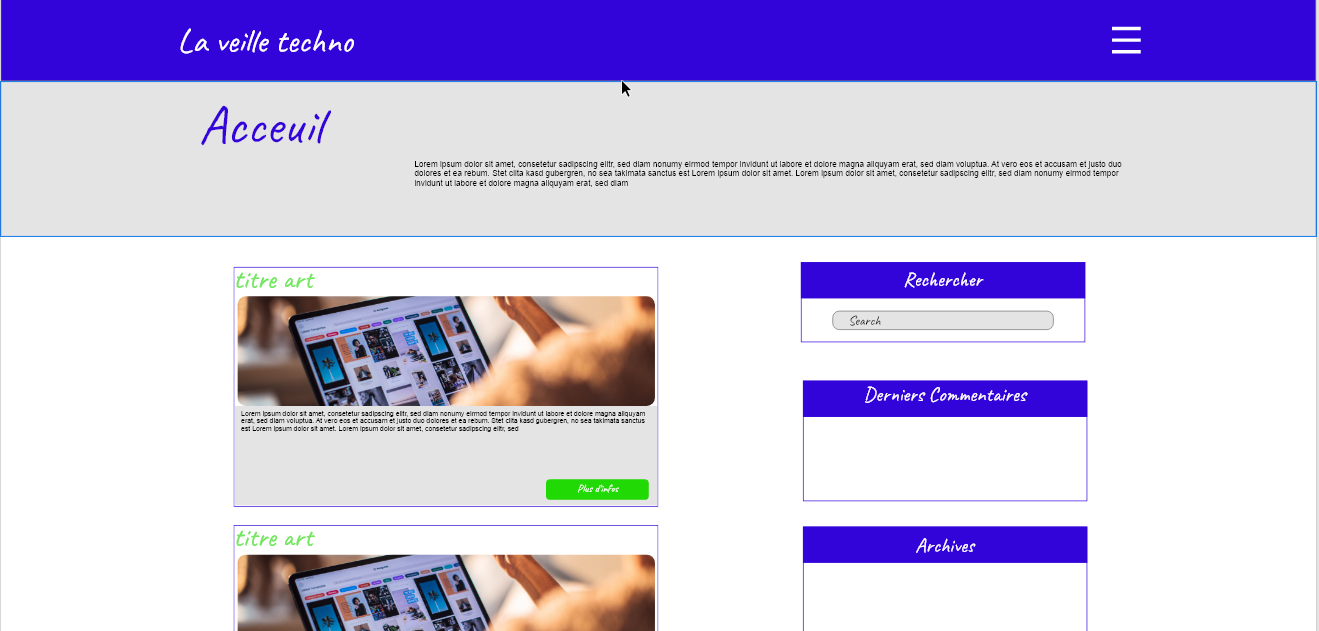 La veille techno
Acceuil
Lorem ipsum dolor sit amet, consetetur sadipscing elitr, sed diam nonumy eirmod tempor invidunt ut labore et dolore magna aliquyam erat, sed diam voluptua. At vero eos et accusam et justo duo
dolores et ea rebum. Stet clita kasd gubergren, no sea takimata sanctus est Lorem ipsum dolor sit amet. Lorem ipsum dolor sit amet, consetetur sadipscing elitr, sed diam nonumy eirmod tempor
invidunt ut labore et dolore magna aliquyam erat, sed diam
titre art
Lorem ipsum dolor sit amet, consetetur sadipscing elitr, sed diam nonumy eirmod tempor invidunt ut labore et dolore magna aliquyam
erat, sed diam voluptua. At vero eos et accusam et justo duo dolores et ea rebum. Stet clita kasd gubergren, no sea takimata sanctus
est Lorem ipsum dolor sit amet. Lorem ipsum dolor sit amet, consetetur sadipscing elitr, sed
Plus d'infos
titre art
Rechercher
Search
Derniers Commentaires
Archives